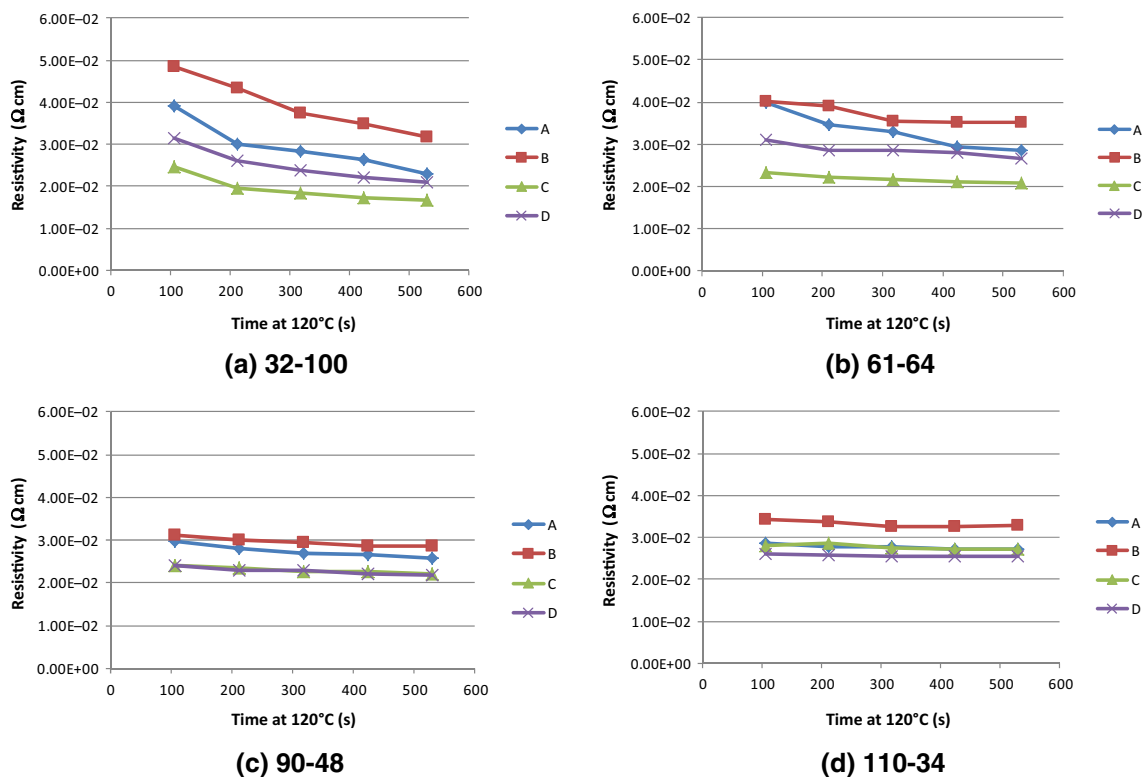 6.00E–02
5.00E–02
4.00E–02
3.00E–02
2.00E–02
1.00E–02
0.00E+00
Resistivity (Ω cm)
0 100 200 300 400 500 600
Time at 120°C (s)
A
B
C
D
(a) 32-100
6.00E–02
5.00E–02
4.00E–02
3.00E–02
2.00E–02
1.00E–02
0.00E+00
Resistivity (Ω cm)
0 100 200 300 400 500 600
Time at 120°C (s)
A
B
C
D
(b) 61-64
6.00E–02
5.00E–02
4.00E–02
3.00E–02
2.00E–02
1.00E–02
0.00E+00
Resistivity (Ω cm)
0 100 200 300 400 500 600
Time at 120°C (s)
A
B
C
D
(c) 90-48
6.00E–02
5.00E–02
4.00E–02
3.00E–02
2.00E–02
1.00E–02
0.00E+00
Resistivity (Ω cm)
0 100 200 300 400 500 600
Time at 120°C (s)
A
B
C
D
(d) 110-34